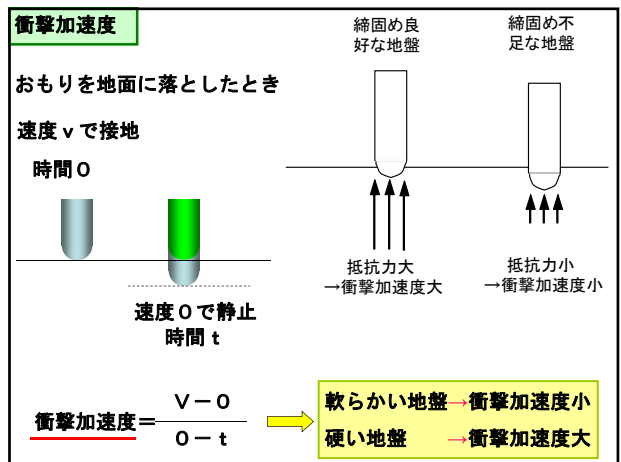 衝撃加速度
おもりを地面に落としたとき
速度ｖで接地
時間０
速度０で静止
時間ｔ
締固め良
好な地盤
締固め不
足な地盤
抵抗力大
→衝撃加速度大
抵抗力小
→衝撃加速度小
衝撃加速度＝
Ｖ－０
０－ｔ
軟らかい地盤→衝撃加速度小
硬い地盤　　→衝撃加速度大